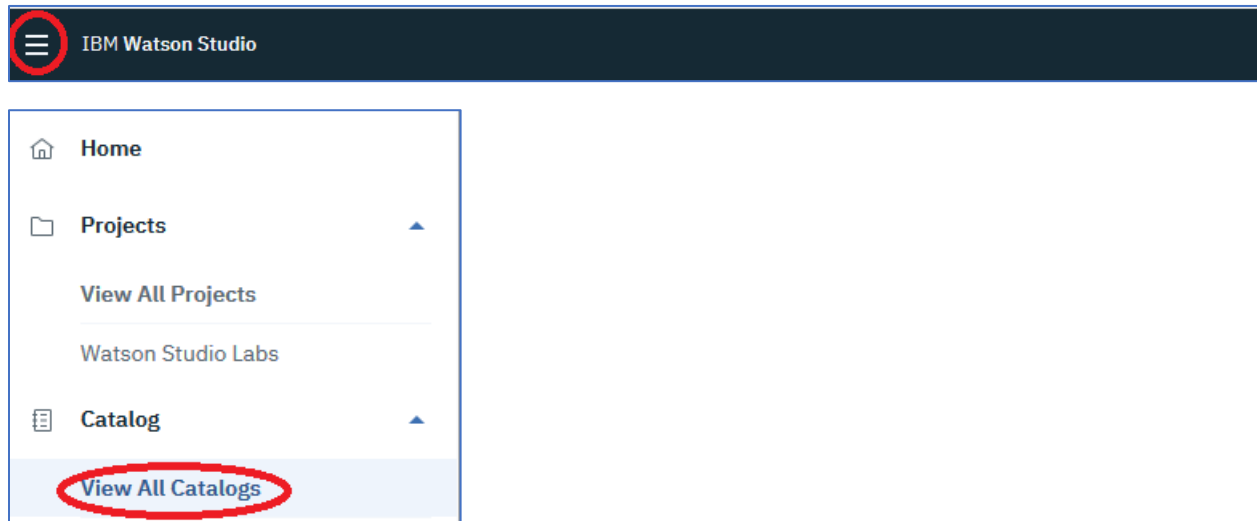 IBM Watson Studio
Home
Projects
View All Projects
Watson Studio Labs
Catalog
View All Catalogs